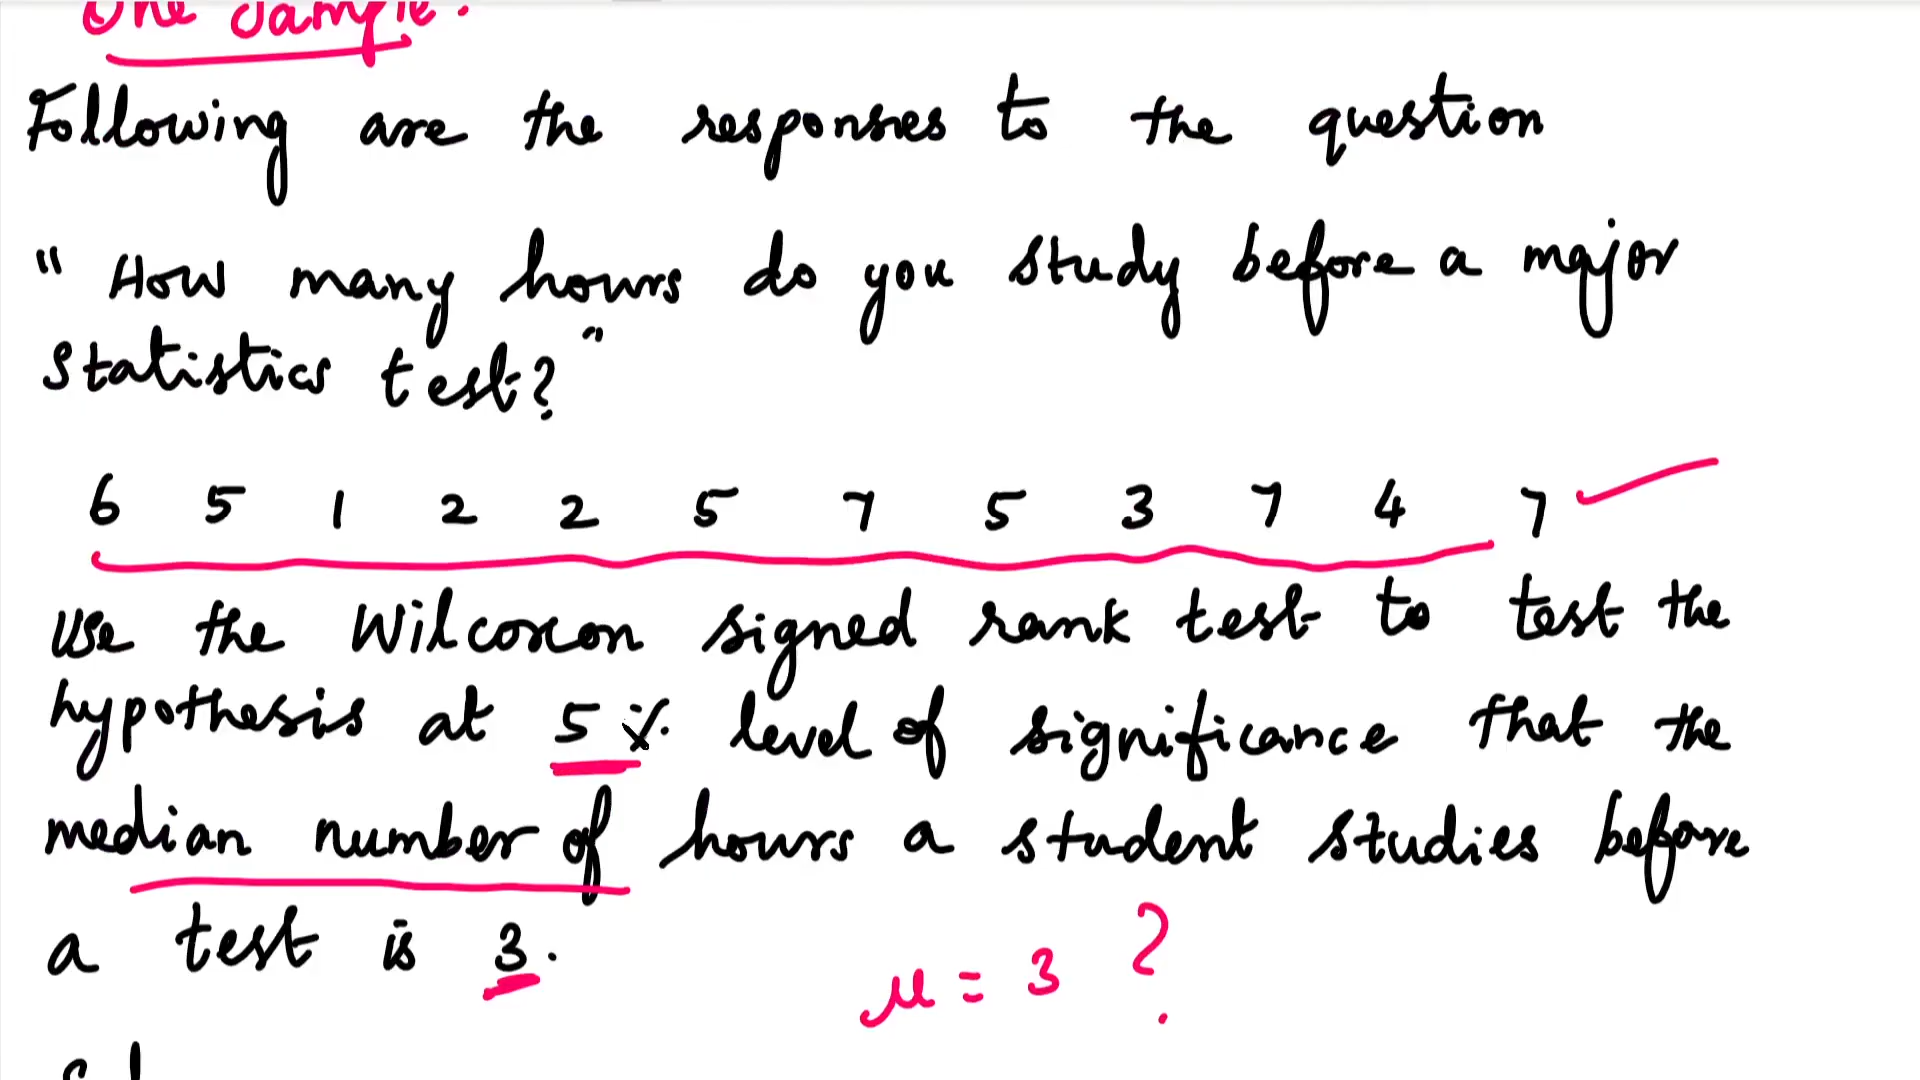 One Sample:
Following are the responses to the question
" How many hours do you study before a major
Statistics test?"
6 5 1 2 2 5 7 5 3 7 4 7
Use the Wilcoxon signed rank test to test the
hypothesis at 5% level of significance that the
median number of hours a student studies before
a test is 3.
μ = 3 ?